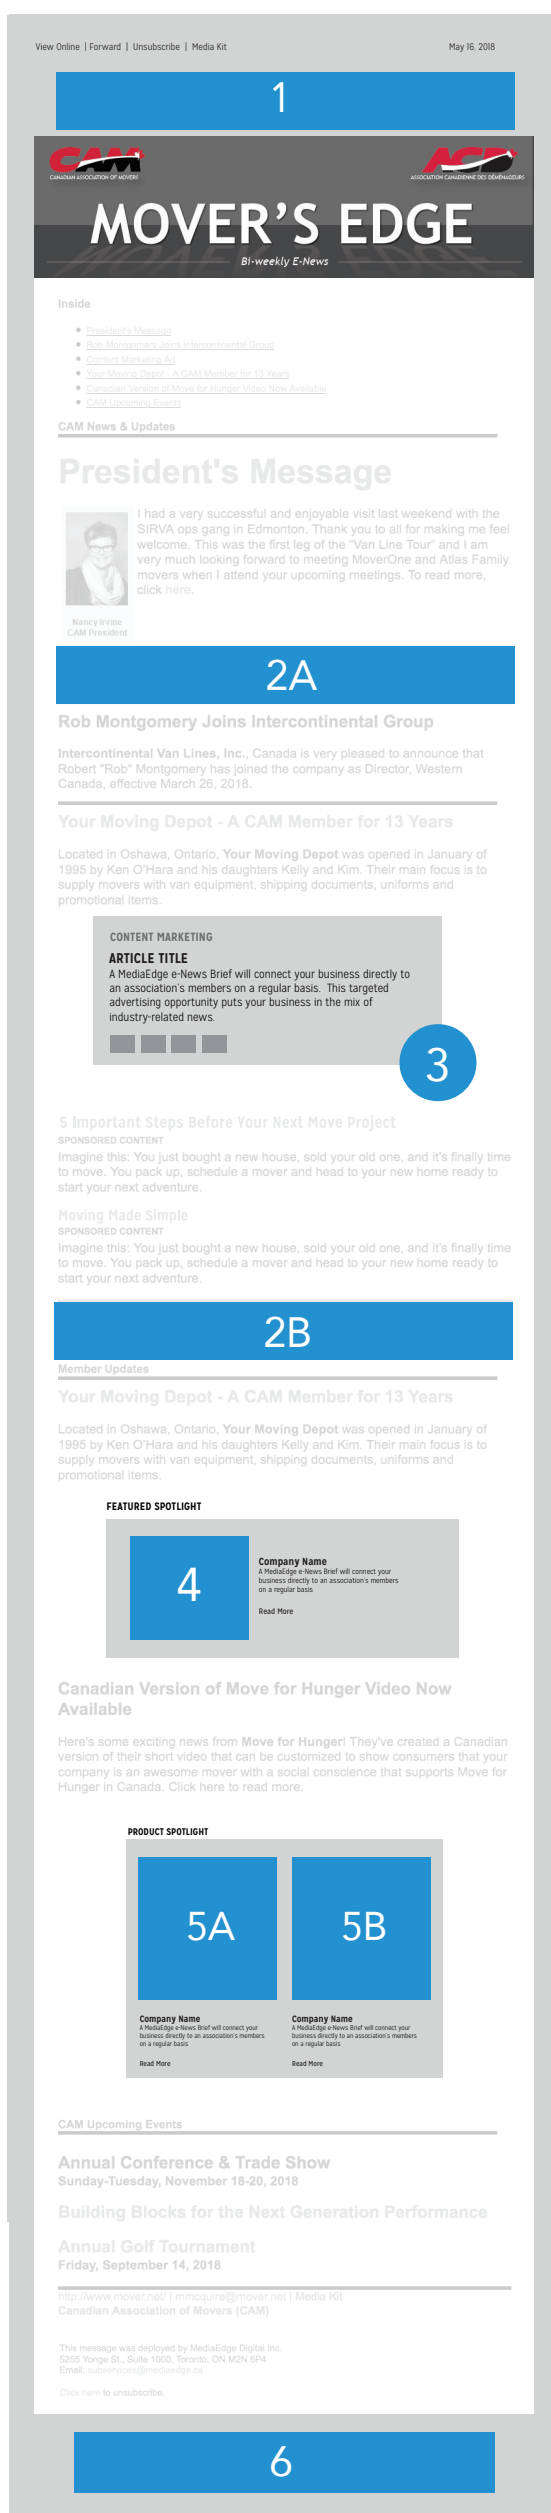 View Online | Forward | Unsubscribe | Media Kit
May 16, 2018
1
CAM
CANADIAN ASSOCIATION OF MOVERS
ACD
ASSOCIATION CANADIENNE DES DÉMÉNAGEURS
MOVER'S EDGE
Bi-weekly E-News
Inside
President's Message
Rob Montgomery Joins Intercontinental Group
Content Marketing Ad
Your Moving Depot - A CAM Member for 13 Years
Canadian Version of Move for Hunger Video Now Available
CAM Upcoming Events
CAM News & Updates
President's Message
I had a very successful and enjoyable visit last weekend with the
SIRVA ops gang in Edmonton. Thank you to all for making me feel
welcome. This was the first leg of the "Van Line Tour" and I am
very much looking forward to meeting MoverOne and Atlas Family
movers when I attend your upcoming meetings. To read more,
click here.
Nancy Irvine
CAM President
2A
Rob Montgomery Joins Intercontinental Group
Intercontinental Van Lines, Inc., Canada is very pleased to announce that
Robert "Rob" Montgomery has joined the company as Director, Western
Canada, effective March 26, 2018.
Your Moving Depot - A CAM Member for 13 Years
Located in Oshawa, Ontario, Your Moving Depot was opened in January of
1995 by Ken O'Hara and his daughters Kelly and Kim. Their main focus is to
supply movers with van equipment, shipping documents, uniforms and
promotional items.
CONTENT MARKETING
ARTICLE TITLE
A MediaEdge e-News Brief will connect your business directly to
an association's members on a regular basis. This targeted
advertising opportunity puts your business in the mix of
industry-related news.
3
5 Important Steps Before Your Next Move Project
SPONSORED CONTENT
Imagine this: You just bought a new house, sold your old one, and it's finally time
to move. You pack up, schedule a mover and head to your new home ready to
start your next adventure.
Moving Made Simple
SPONSORED CONTENT
Imagine this: You just bought a new house, sold your old one, and it's finally time
to move. You pack up, schedule a mover and head to your new home ready to
start your next adventure.
2B
Member Updates
Your Moving Depot - A CAM Member for 13 Years
Located in Oshawa, Ontario, Your Moving Depot was opened in January of
1995 by Ken O'Hara and his daughters Kelly and Kim. Their main focus is to
supply movers with van equipment, shipping documents, uniforms and
promotional items.
FEATURED SPOTLIGHT
4
Company Name
A MediaEdge e-News Brief will connect your
business directly to an association's members
on a regular basis
Read More
Canadian Version of Move for Hunger Video Now
Available
Here's some exciting news from Move for Hunger! They've created a Canadian
version of their short video that can be customized to show consumers that your
company is an awesome mover with a social conscience that supports Move for
Hunger in Canada. Click here to read more.
PRODUCT SPOTLIGHT
5A
Company Name
A MediaEdge e-News Brief will connect your
business directly to an association's members
on a regular basis
Read More
5B
Company Name
A MediaEdge e-News Brief will connect your
business directly to an association's members
on a regular basis
Read More
CAM Upcoming Events
Annual Conference & Trade Show
Sunday-Tuesday, November 18-20, 2018
Building Blocks for the Next Generation Performance
Annual Golf Tournament
Friday, September 14, 2018
http://www.mover.net/ | mmcquire@mover.net | Media Kit
Canadian Association of Movers (CAM)
This message was deployed by MediaEdge Digital Inc.
5255 Yonge St., Suite 1000, Toronto, ON M2N 6P4
Email: subservices@mediaedge.ca
Click here to unsubscribe.
6